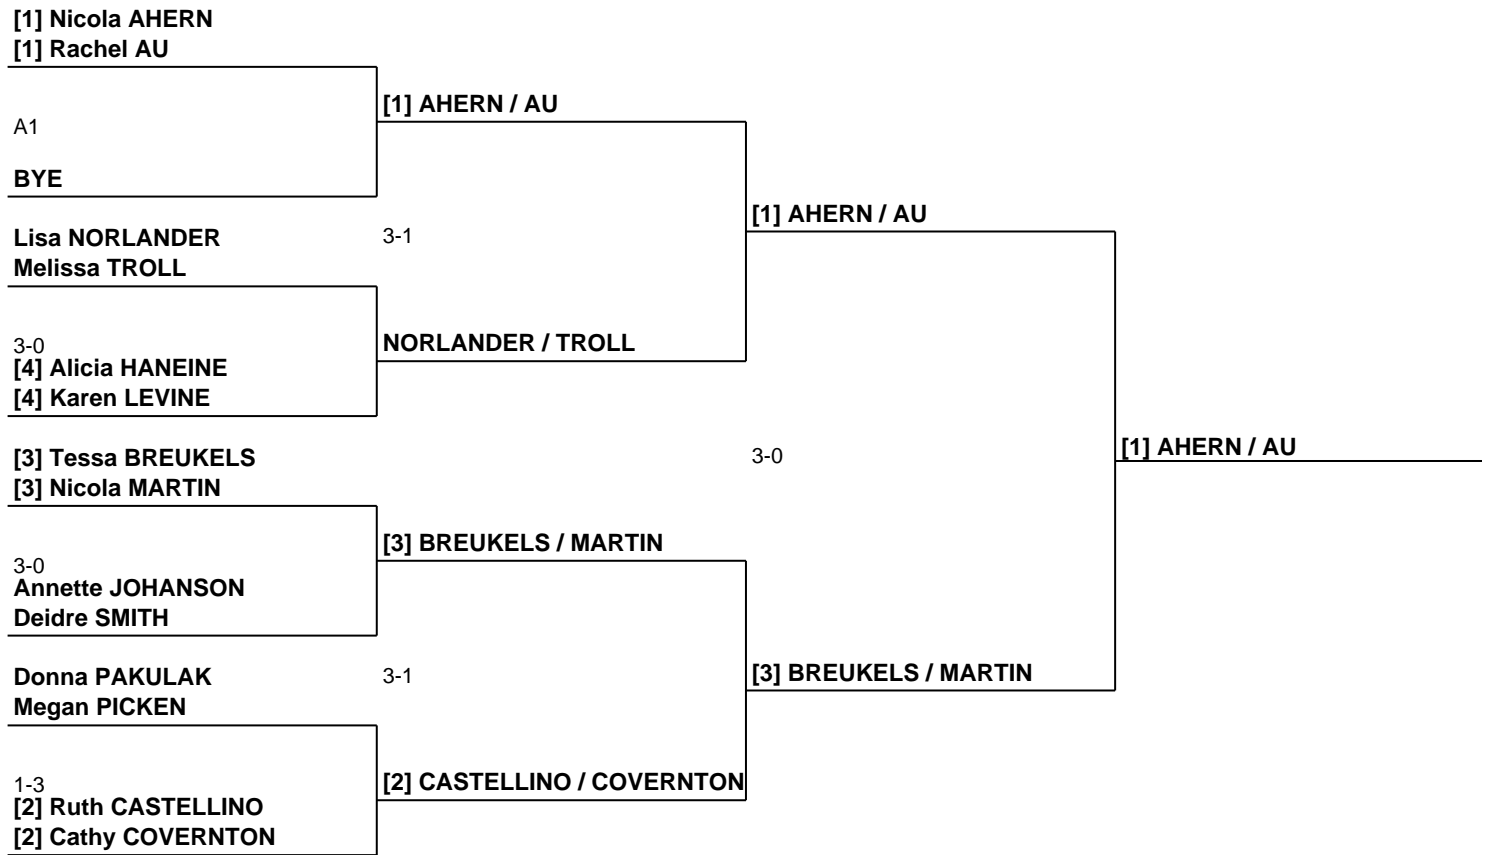 [1] Nicola AHERN
[1] Rachel AU
[1] AHERN / AU
A1
BYE
[1] AHERN / AU
Lisa NORLANDER
3-1
Melissa TROLL
3-0
NORLANDER / TROLL
[4] Alicia HANEINE
[4] Karen LEVINE
[3] Tessa BREUKELS
3-0
[1] AHERN / AU
[3] Nicola MARTIN
[3] BREUKELS / MARTIN
3-0
Annette JOHANSON
Deidre SMITH
Donna PAKULAK
3-1
[3] BREUKELS / MARTIN
Megan PICKEN
1-3
[2] CASTELLINO / COVERNTON
[2] Ruth CASTELLINO
[2] Cathy COVERNTON